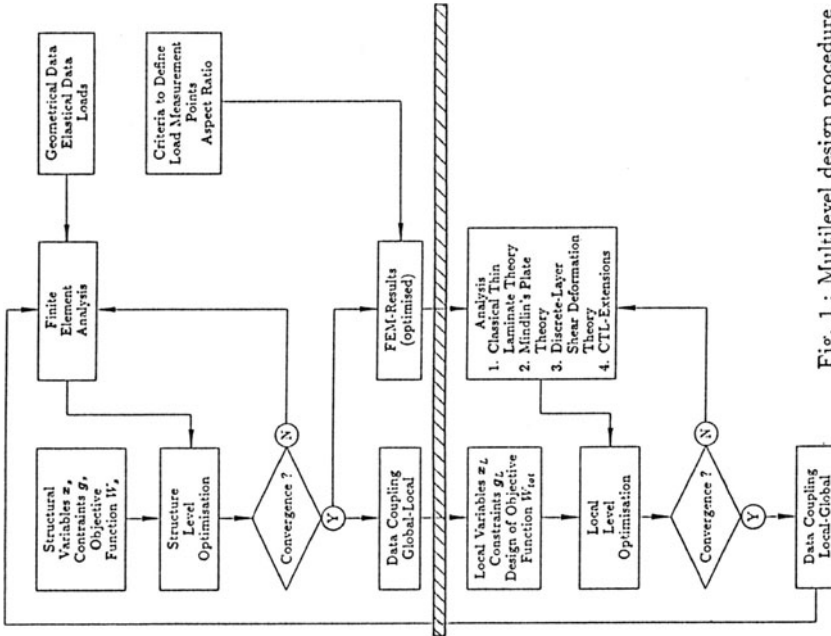 Geometrical Data
Elastical Data
Loads
Criteria to Define
Load Measurement
Points
Aspect Ratio
Finite
Element
Analysis
FEM-Results
(optimised)
Structural
Variables x_s
Contraints g_s
Objective
Function W_s
Structure
Level
Optimisation
Convergence ?
N
Y
Data Coupling
Global-Local
Analysis
1. Classical Thin
Laminate Theory
2. Mindlin's Plate
Theory
3. Discrete-Layer
Shear Deformation
Theory
4. CTL-Extensions
Local Variables x_L
Constraints g_L
Design of Objective
Function W_tot
Local
Level
Optimisation
Convergence ?
N
Y
Data Coupling
Local-Global
Fig. 1 : Multilevel design procedure